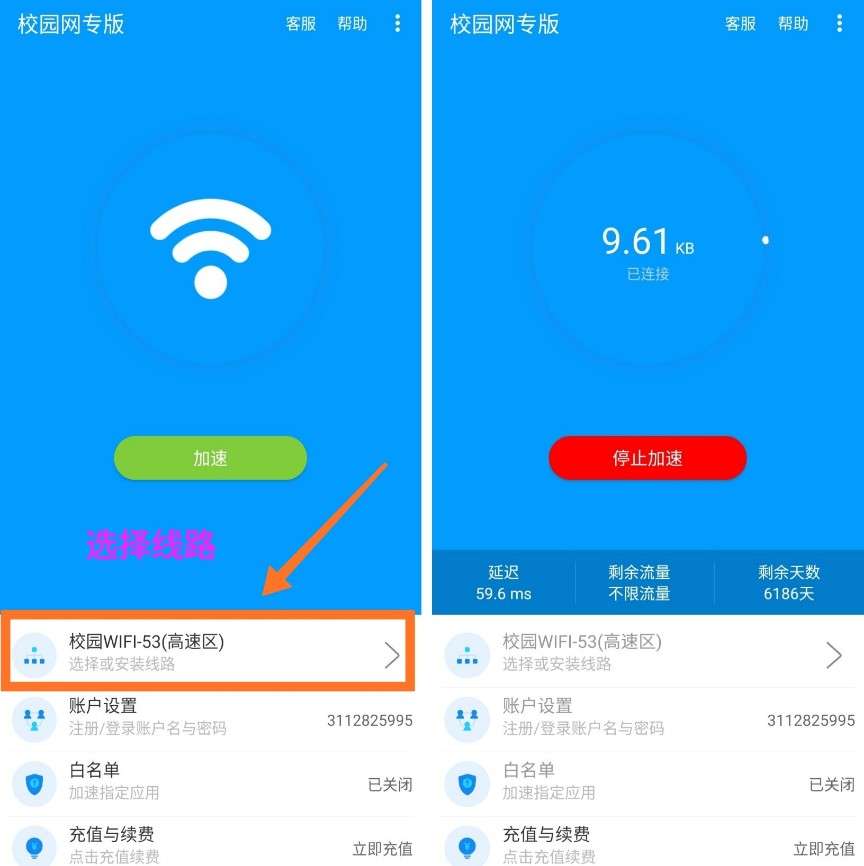 校园网专版
客服
帮助
加速
选择线路
校园WIFI-53(高速区)
选择或安装线路
账户设置
注册/登录账户名与密码
3112825995
白名单
加速指定应用
已关闭
充值与续费
点击充值续费
立即充值
校园网专版
客服
帮助
9.61 KB
已连接
停止加速
延迟
59.6 ms
剩余流量
不限流量
剩余天数
6186天
校园WIFI-53(高速区)
选择或安装线路
账户设置
注册/登录账户名与密码
3112825995
白名单
加速指定应用
已关闭
充值与续费
点击充值续费
立即充值